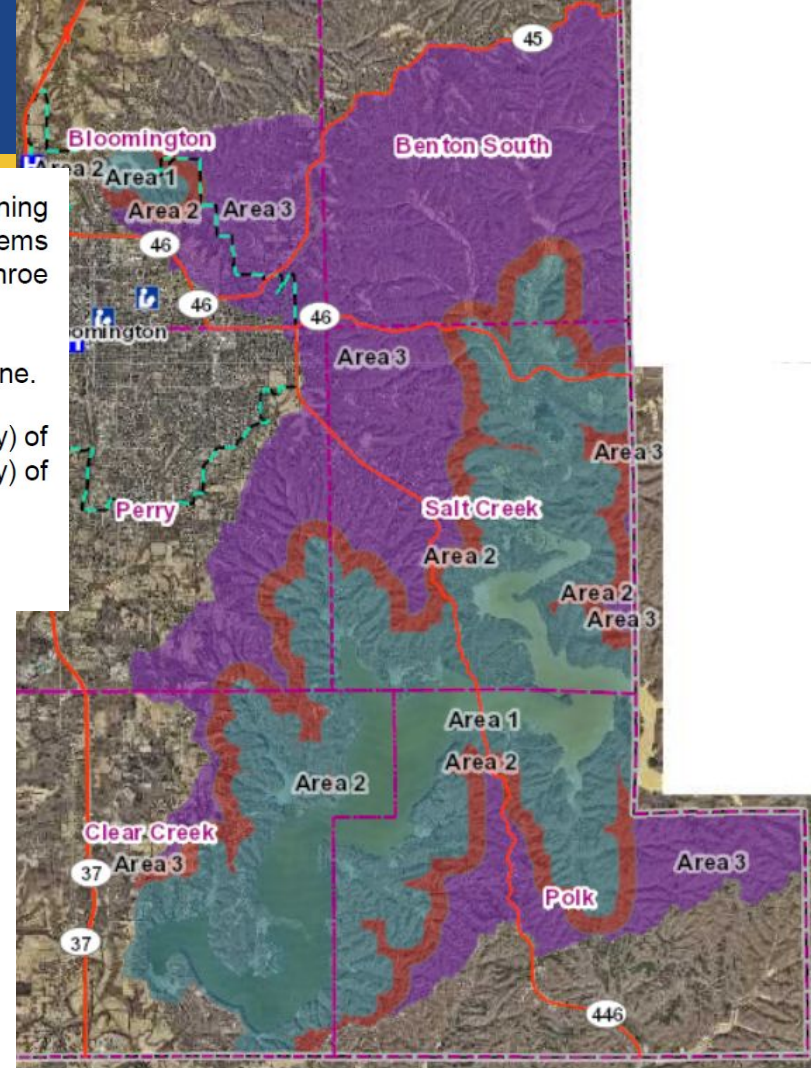 45
Bloomington
Benton South
Area 2
Area 1
ning
Area 2
Area 3
ems
46
nroe
46
46
oomington
Area 3
ne.
y) of
Area 3
y) of
Perry
Salt Creek
Area 2
Area 2
Area 3
Area 1
Area 2
Area 2
Clear Creek
Area 3
37
Area 3
Polk
37
446